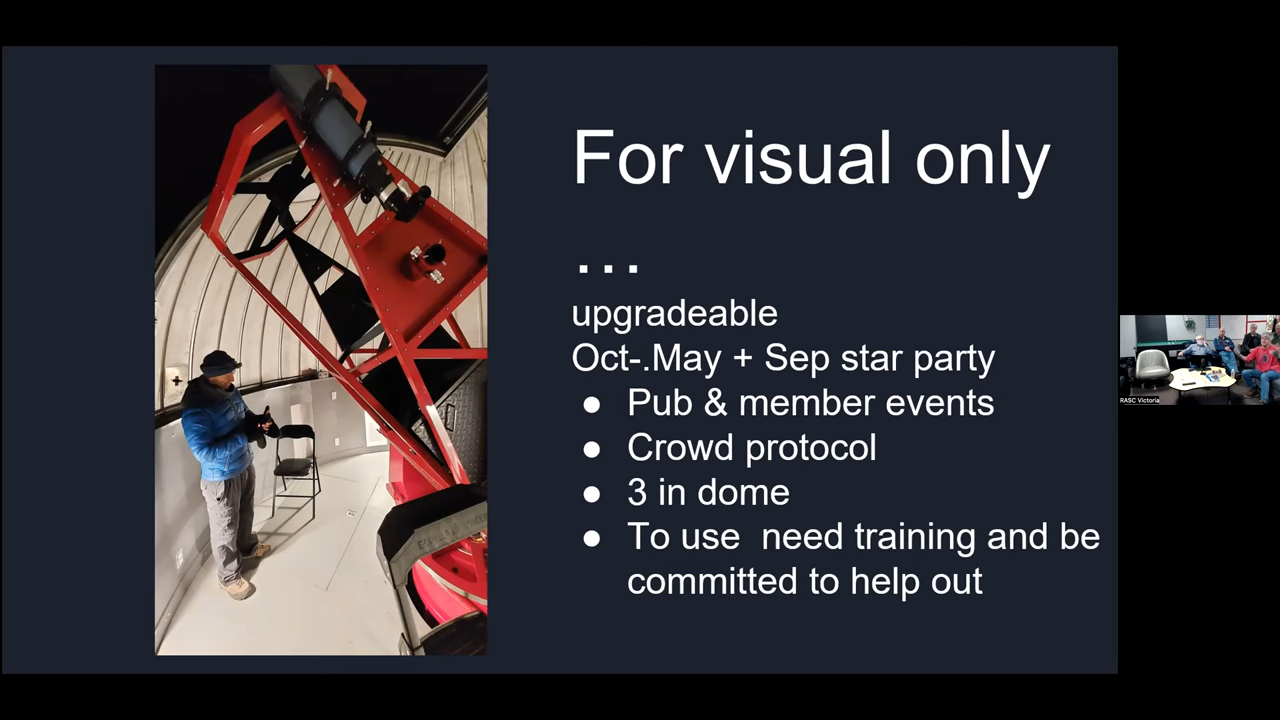 For visual only
…
upgradeable
Oct-.May + Sep star party
● Pub & member events
● Crowd protocol
● 3 in dome
● To use  need training and be
committed to help out
RASC Victoria